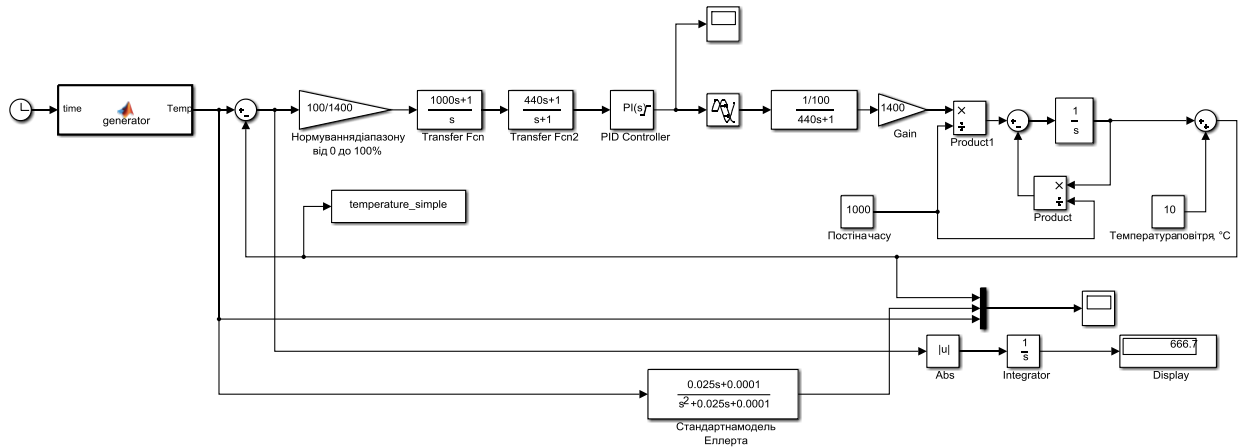 time
Temp
generator
100/1400
Нормуваннядіапазону
від 0 до 100%
1000s+1
s
Transfer Fcn
440s+1
s+1
Transfer Fcn2
PI(s)
PID Controller
1/100
440s+1
1400
Gain
×
÷
Product1
1
s
×
÷
Product
1000
Постіначасу
10
Температураповітря, °C
temperature_simple
|u|
Abs
1
s
Integrator
666.7
Display
0.025s+0.0001
s2+0.025s+0.0001
Стандартнамодель
Еллерта